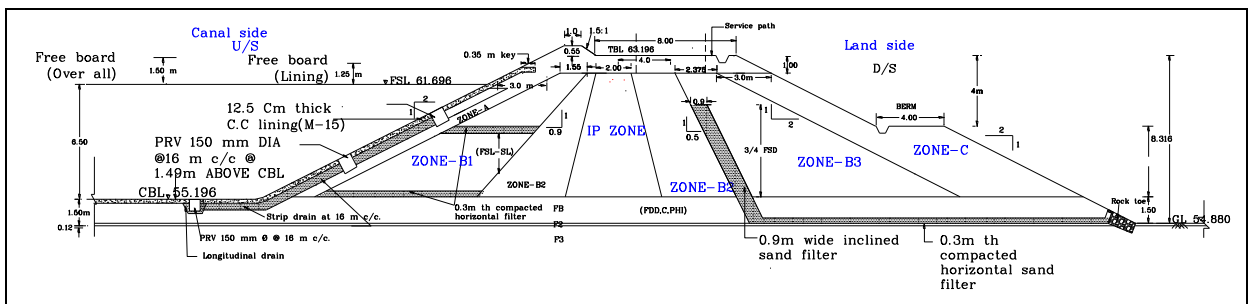 Canal side
U/S
Land side
D/S
Free board
(Over all)
1.50 m
Free board
(Lining)
1.25 m
0.35 m key
1.0
1.5:1
0.55
1.55
8.00
TBL 63.196
4.0
2.00
2.375
Service path
3.0m
1.00
FSL 61.696
3.0 m
2
1
12.5 Cm thick
C.C lining(M-15)
PRV 150 mm DIA
@16 m c/c @
1.49m ABOVE CBL
CBL 55.196
6.50
1.50m
0.12
ZONE-A
ZONE-B1
(FSL-SL)
1
0.9
ZONE-B2
IP ZONE
0.9
1
0.5
3/4 FSD
1
2
ZONE-B3
BERM
4.00
4m
1
2
ZONE-C
8.316
1.50
GL 54.880
Rock toe
Strip drain at 16 m c/c.
0.3m th compacted
horizontal filter
PRV 150 mm Ø @ 16 m c/c.
Longitudinal drain
FB
F2
F3
(FDD,C,PHI)
0.9m wide inclined
sand filter
0.3m th
compacted
horizontal sand
filter